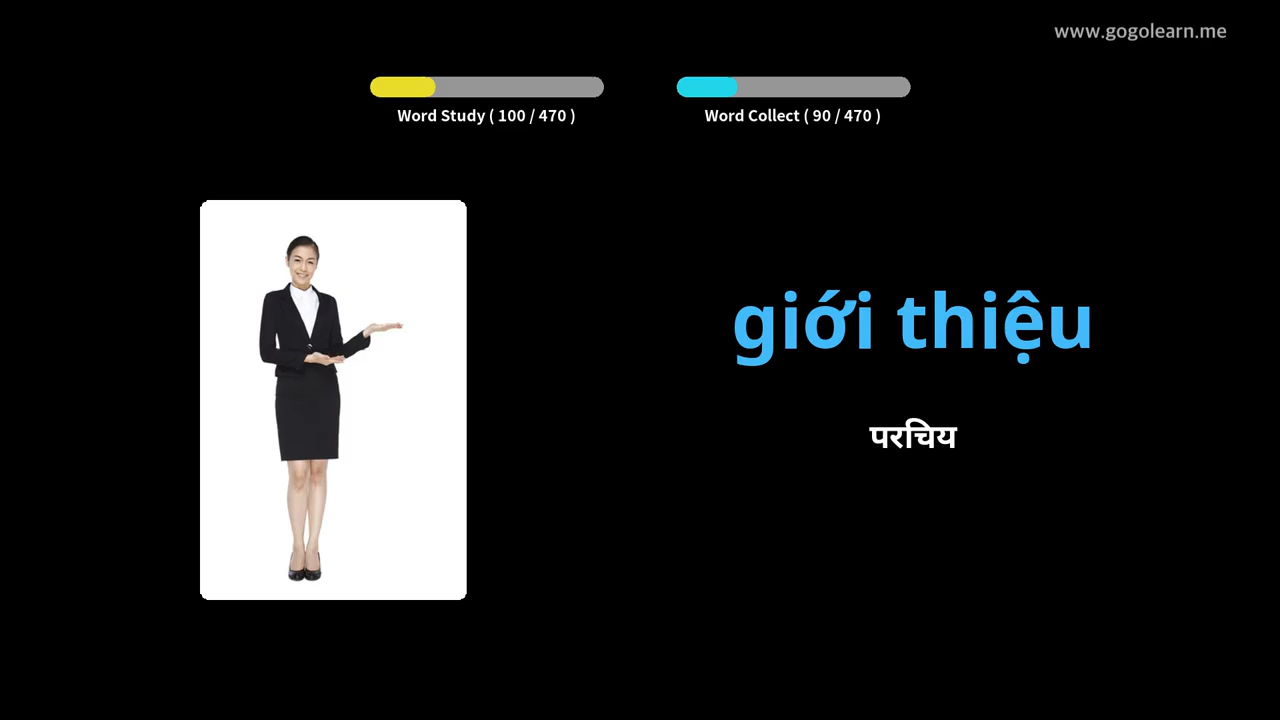 www.gogolearn.me
Word Study ( 100 / 470 )
Word Collect ( 90 / 470 )
giới thiệu
परिचय